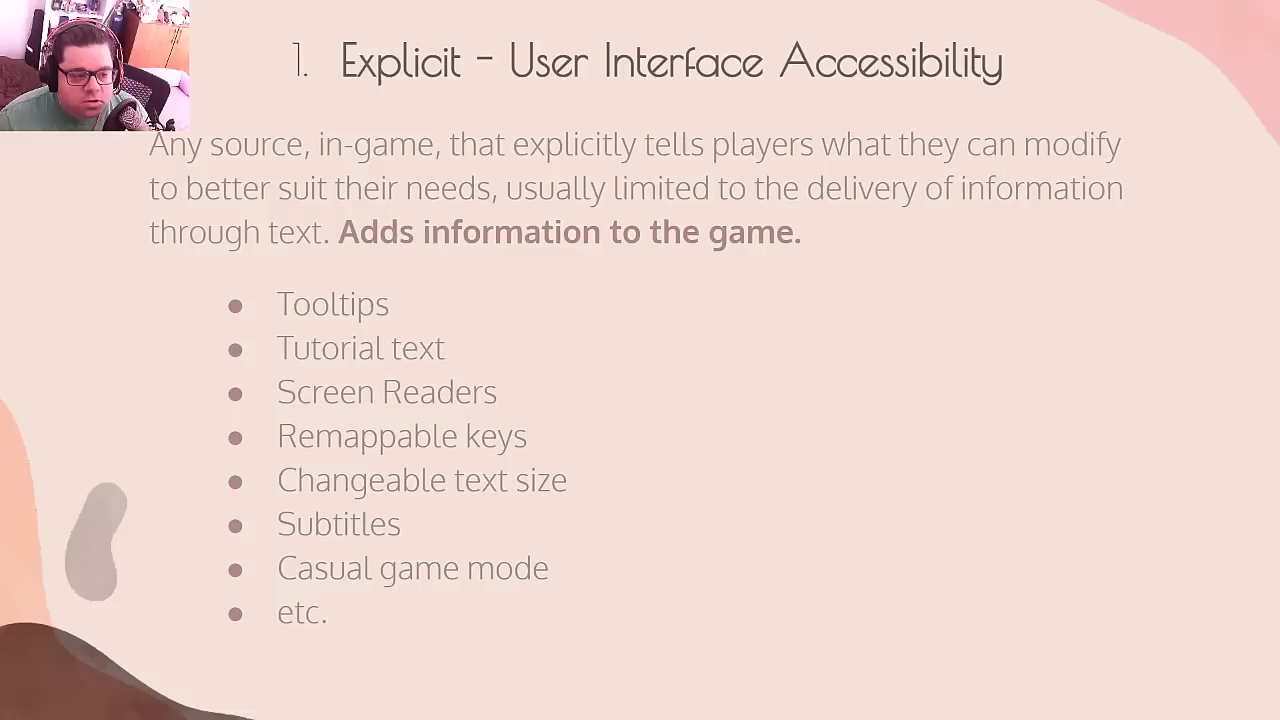 1. Explicit - User Interface Accessibility
Any source, in-game, that explicitly tells players what they can modify
to better suit their needs, usually limited to the delivery of information
through text. Adds information to the game.
● Tooltips
● Tutorial text
● Screen Readers
● Remappable keys
● Changeable text size
● Subtitles
● Casual game mode
● etc.